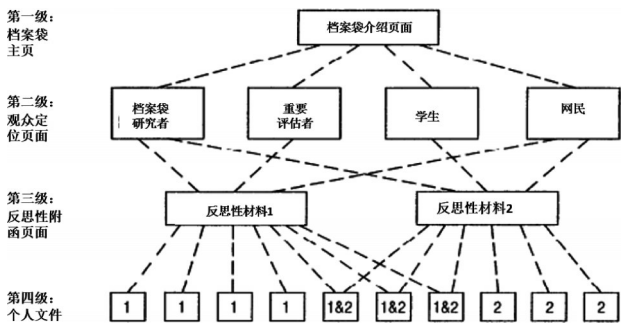 第一级：
档案袋
主页
档案袋介绍页面
第二级：
观众定
位页面
档案袋
研究者
重要
评估者
学生
网民
第三级：
反思性附
函页面
反思性材料1
反思性材料2
第四级：
个人文件
1
1
1
1
1&2
1&2
1&2
2
2
2